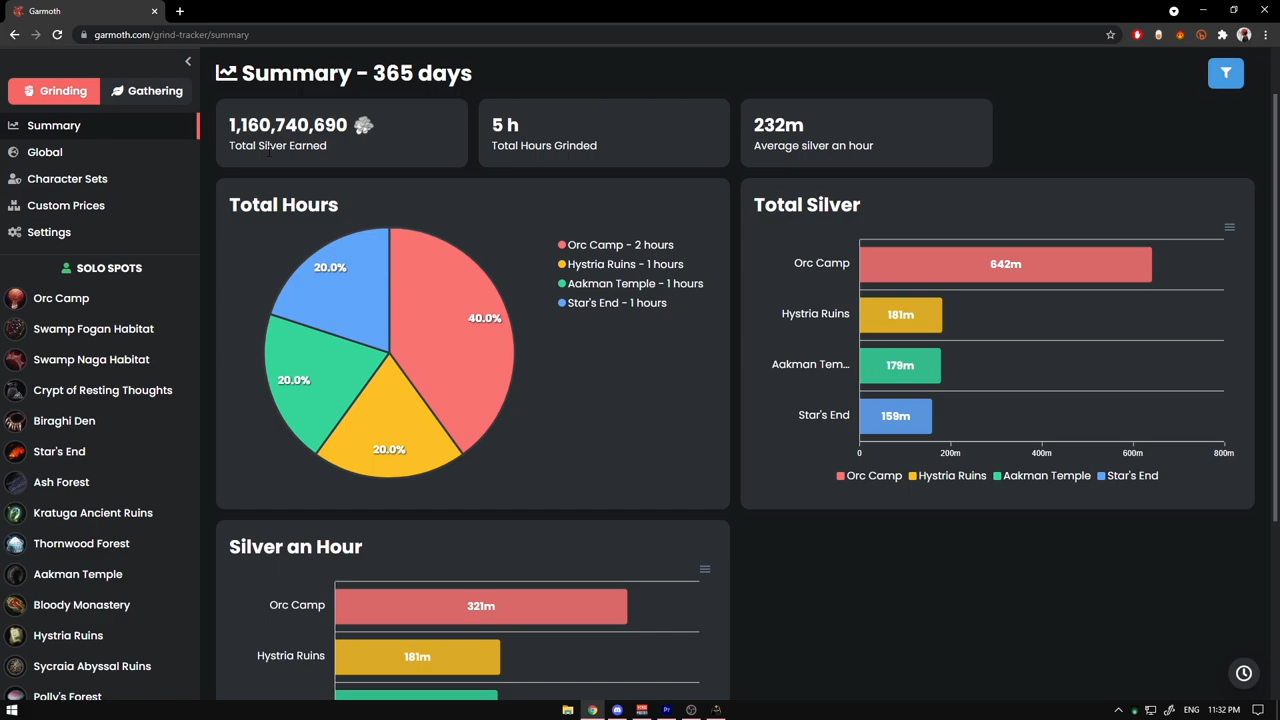 Garmoth
garmoth.com/grind-tracker/summary
Grinding
Gathering
Summary
Global
Character Sets
Custom Prices
Settings
SOLO SPOTS
Orc Camp
Swamp Fogan Habitat
Swamp Naga Habitat
Crypt of Resting Thoughts
Biraghi Den
Star's End
Ash Forest
Kratuga Ancient Ruins
Thornwood Forest
Aakman Temple
Bloody Monastery
Hystria Ruins
Sycraia Abyssal Ruins
Polly's Forest
Summary - 365 days
1,160,740,690
Total Silver Earned
5 h
Total Hours Grinded
232m
Average silver an hour
Total Hours
20.0%
40.0%
20.0%
20.0%
Orc Camp - 2 hours
Hystria Ruins - 1 hours
Aakman Temple - 1 hours
Star's End - 1 hours
Total Silver
Orc Camp
642m
Hystria Ruins
181m
Aakman Tem...
179m
Star's End
159m
0 200m 400m 600m 800m
Orc Camp Hystria Ruins Aakman Temple Star's End
Silver an Hour
Orc Camp
321m
Hystria Ruins
181m
ENG 11:32 PM